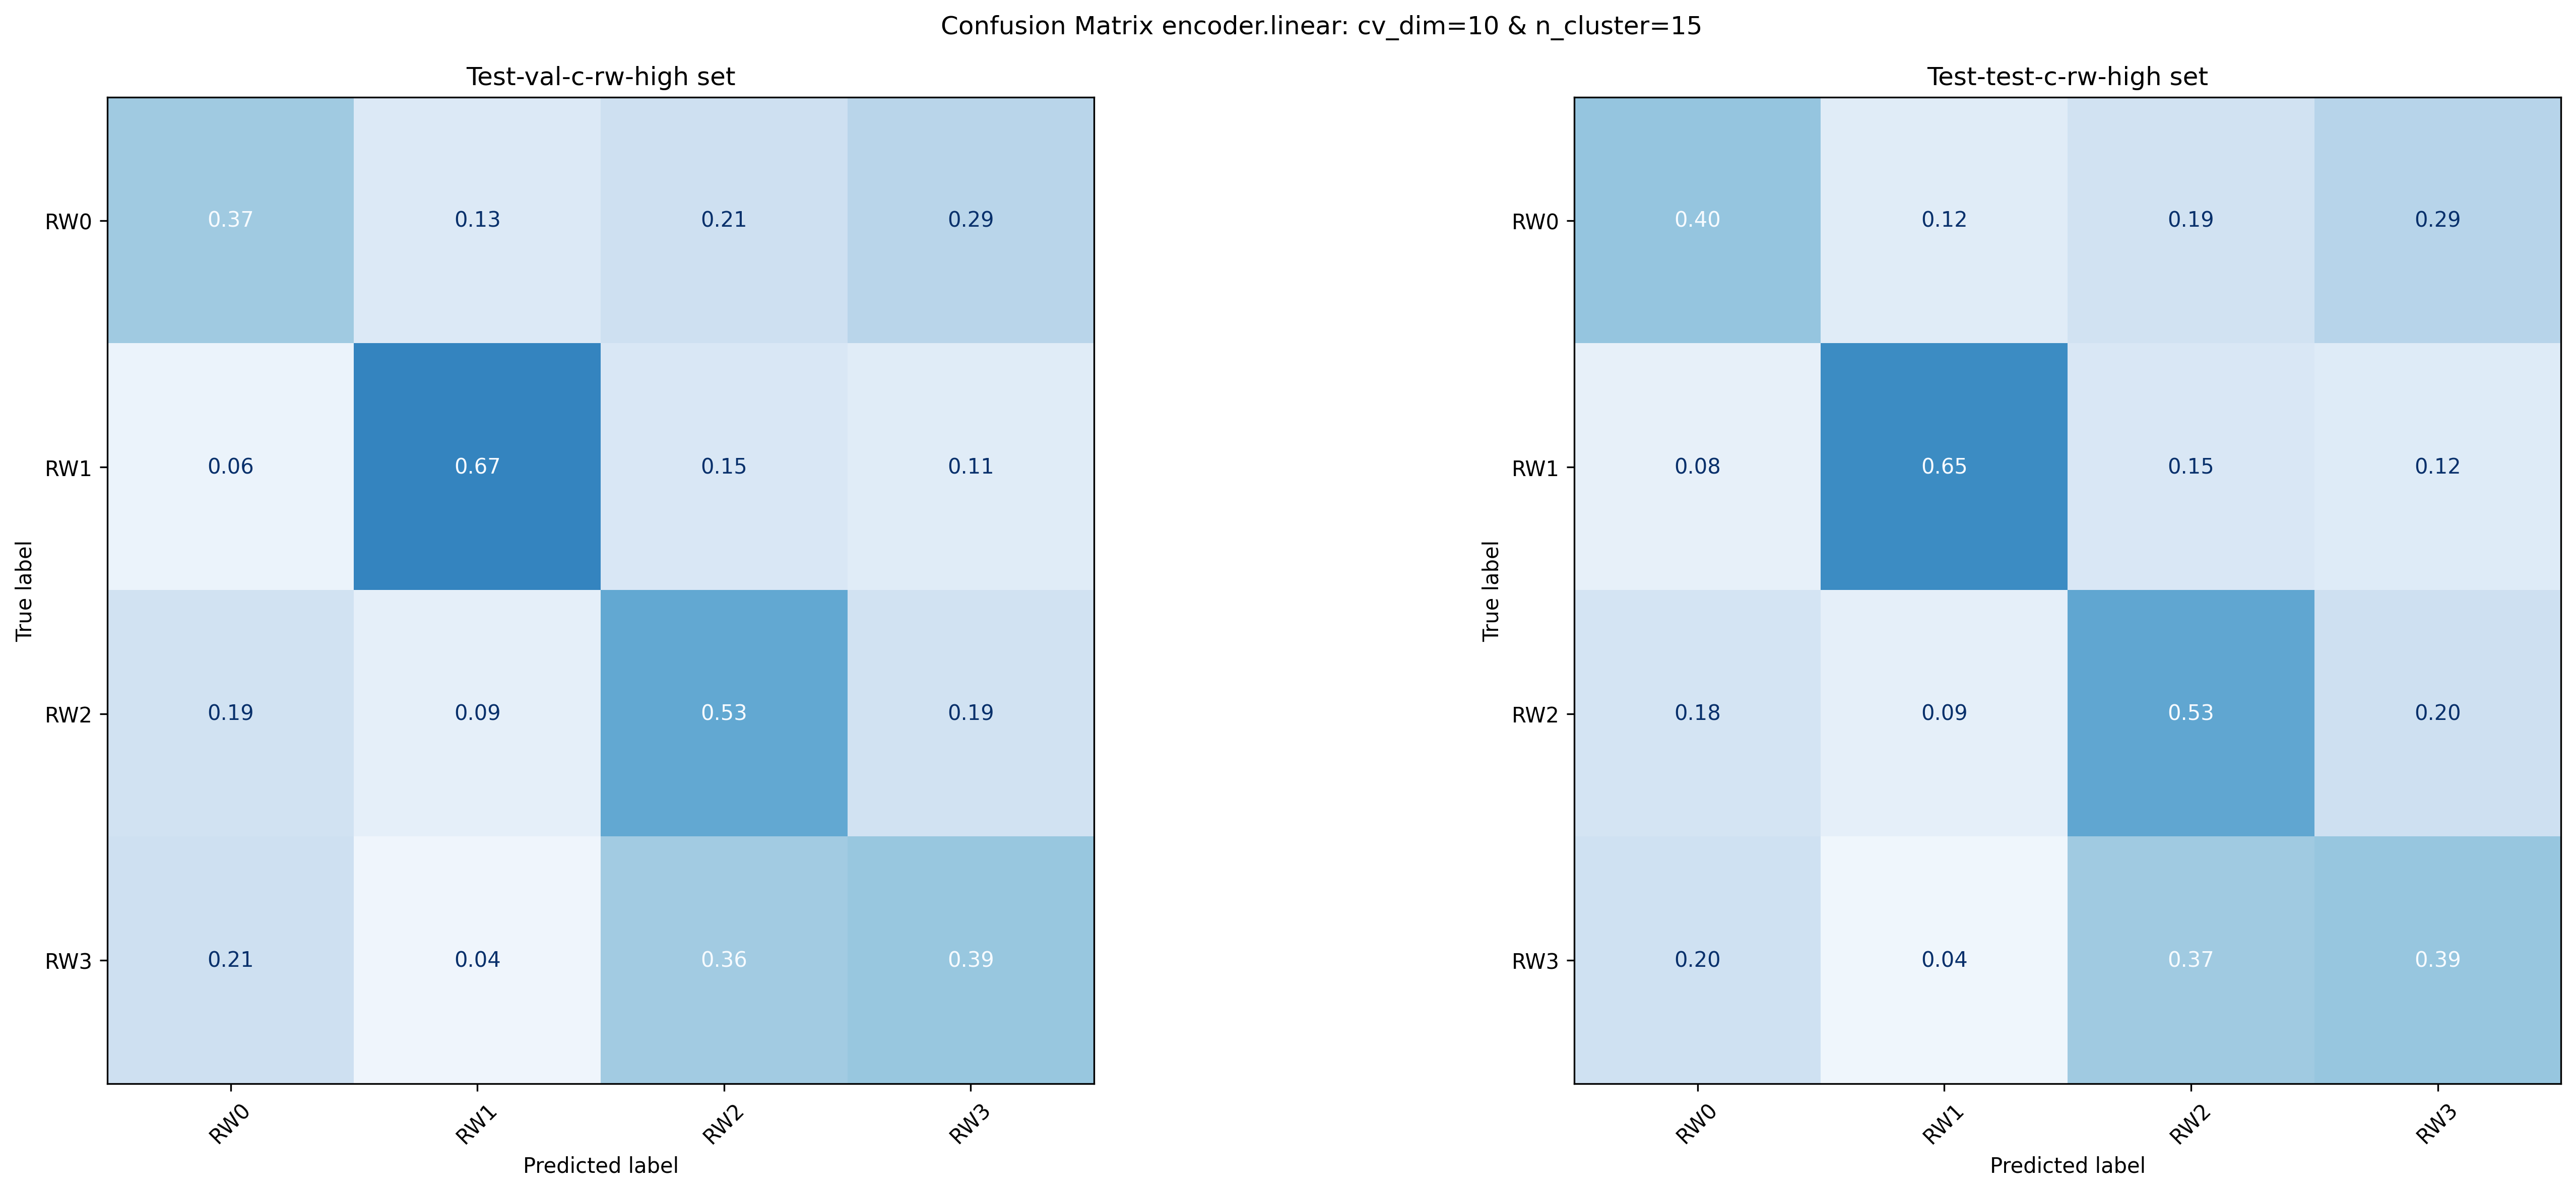 Confusion Matrix encoder.linear: cv_dim=10 & n_cluster=15
Test-val-c-rw-high set
RW0 0.37 0.13 0.21 0.29
RW1 0.06 0.67 0.15 0.11
RW2 0.19 0.09 0.53 0.19
RW3 0.21 0.04 0.36 0.39
True label
RW0 RW1 RW2 RW3
Predicted label
Test-test-c-rw-high set
RW0 0.40 0.12 0.19 0.29
RW1 0.08 0.65 0.15 0.12
RW2 0.18 0.09 0.53 0.20
RW3 0.20 0.04 0.37 0.39
True label
RW0 RW1 RW2 RW3
Predicted label